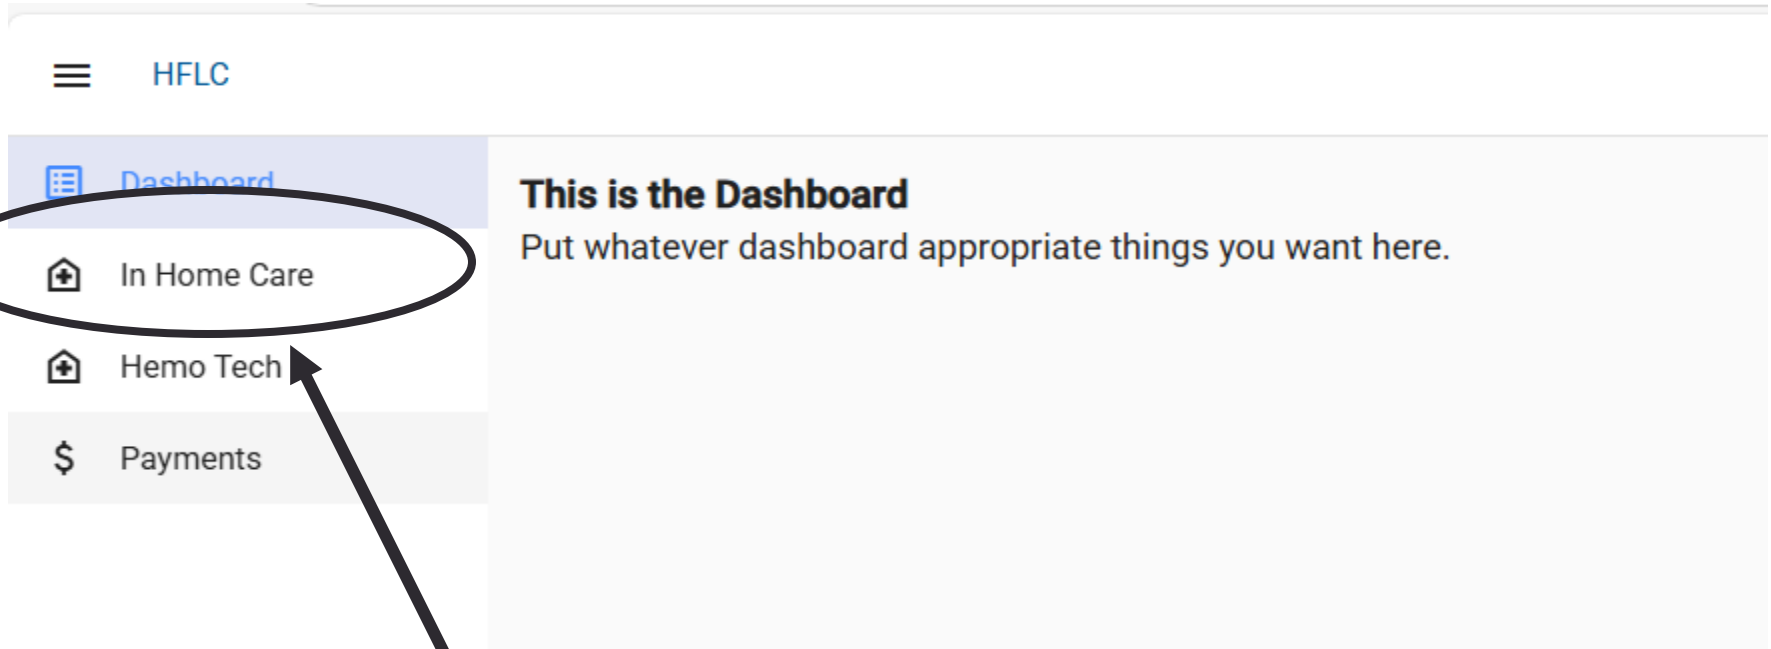 HFLC
Dashboard
In Home Care
Hemo Tech
$ Payments
This is the Dashboard
Put whatever dashboard appropriate things you want here.